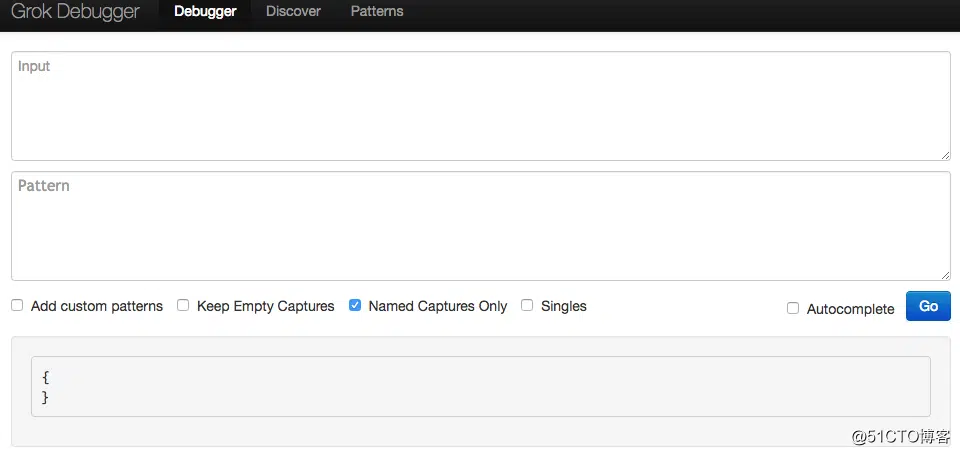 Grok Debugger Debugger Discover Patterns
Input
Pattern
Add custom patterns Keep Empty Captures Named Captures Only Singles Autocomplete Go
{
}
@51CTO博客